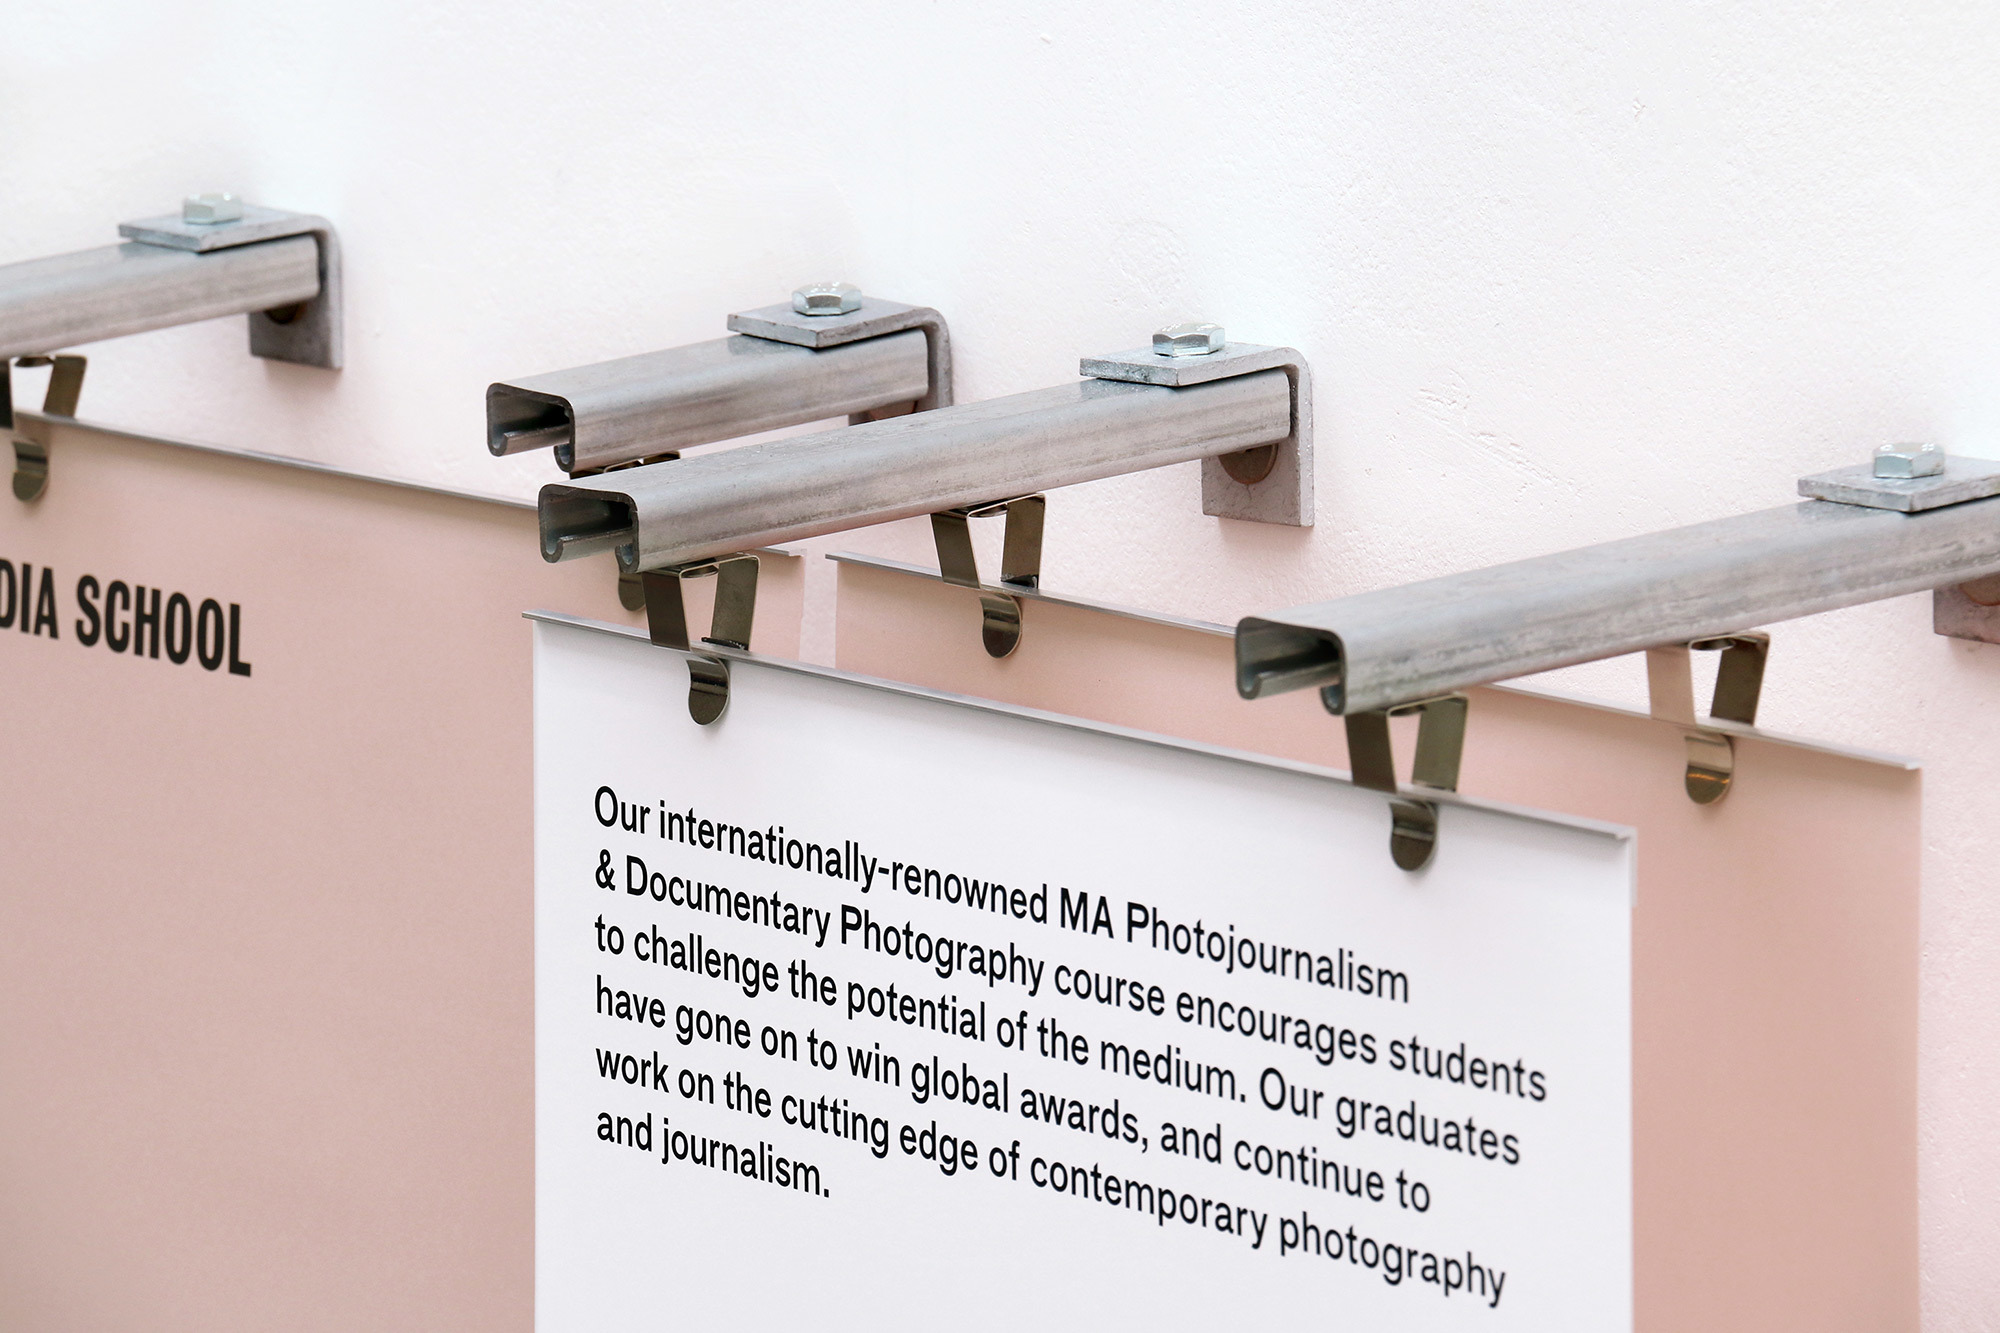 DIA SCHOOL
Our internationally-renowned MA Photojournalism
& Documentary Photography course encourages students
to challenge the potential of the medium. Our graduates
have gone on to win global awards, and continue to
work on the cutting edge of contemporary photography
and journalism.